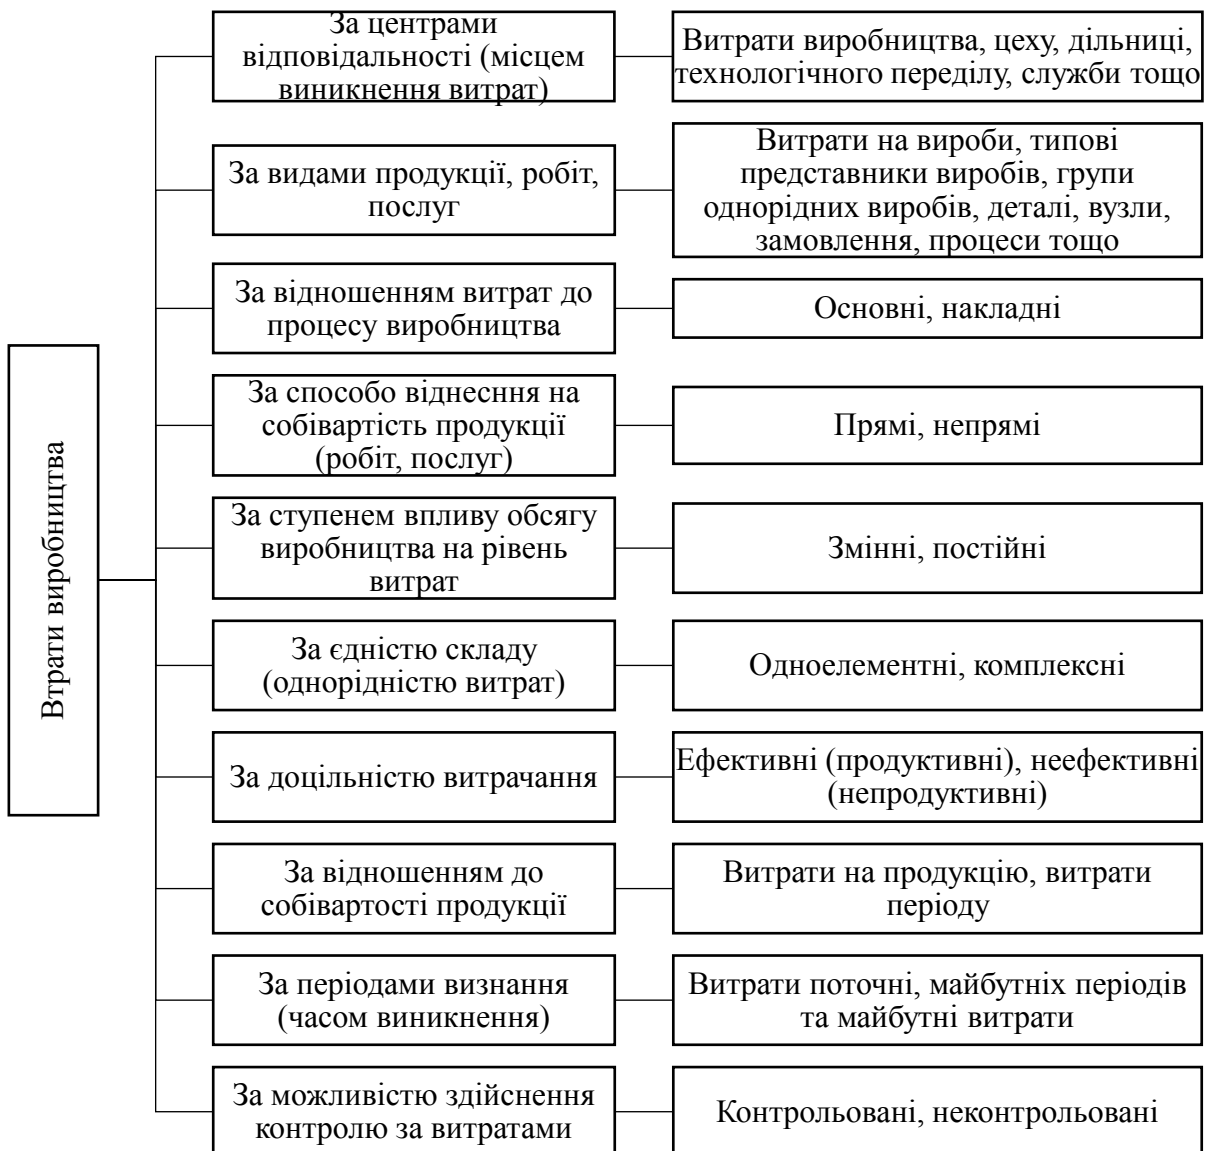 За центрами
відповідальності (місцем
виникнення витрат)
Витрати виробництва, цеху, дільниці,
технологічного переділу, служби тощо
За видами продукції, робіт,
послуг
Витрати на вироби, типові
представники виробів, групи
однорідних виробів, деталі, вузли,
замовлення, процеси тощо
За відношенням витрат до
процесу виробництва
Основні, накладні
За способо віднесння на
собівартість продукції
(робіт, послуг)
Прямі, непрямі
Втрати виробництва
За ступенем впливу обсягу
виробництва на рівень
витрат
Змінні, постійні
За єдністю складу
(однорідністю витрат)
Одноелементні, комплексні
За доцільністю витрачання
Ефективні (продуктивні), неефективні
(непродуктивні)
За відношенням до
собівартості продукції
Витрати на продукцію, витрати
періоду
За періодами визнання
(часом виникнення)
Витрати поточні, майбутніх періодів
та майбутні витрати
За можливістю здійснення
контролю за витратами
Контрольовані, неконтрольовані